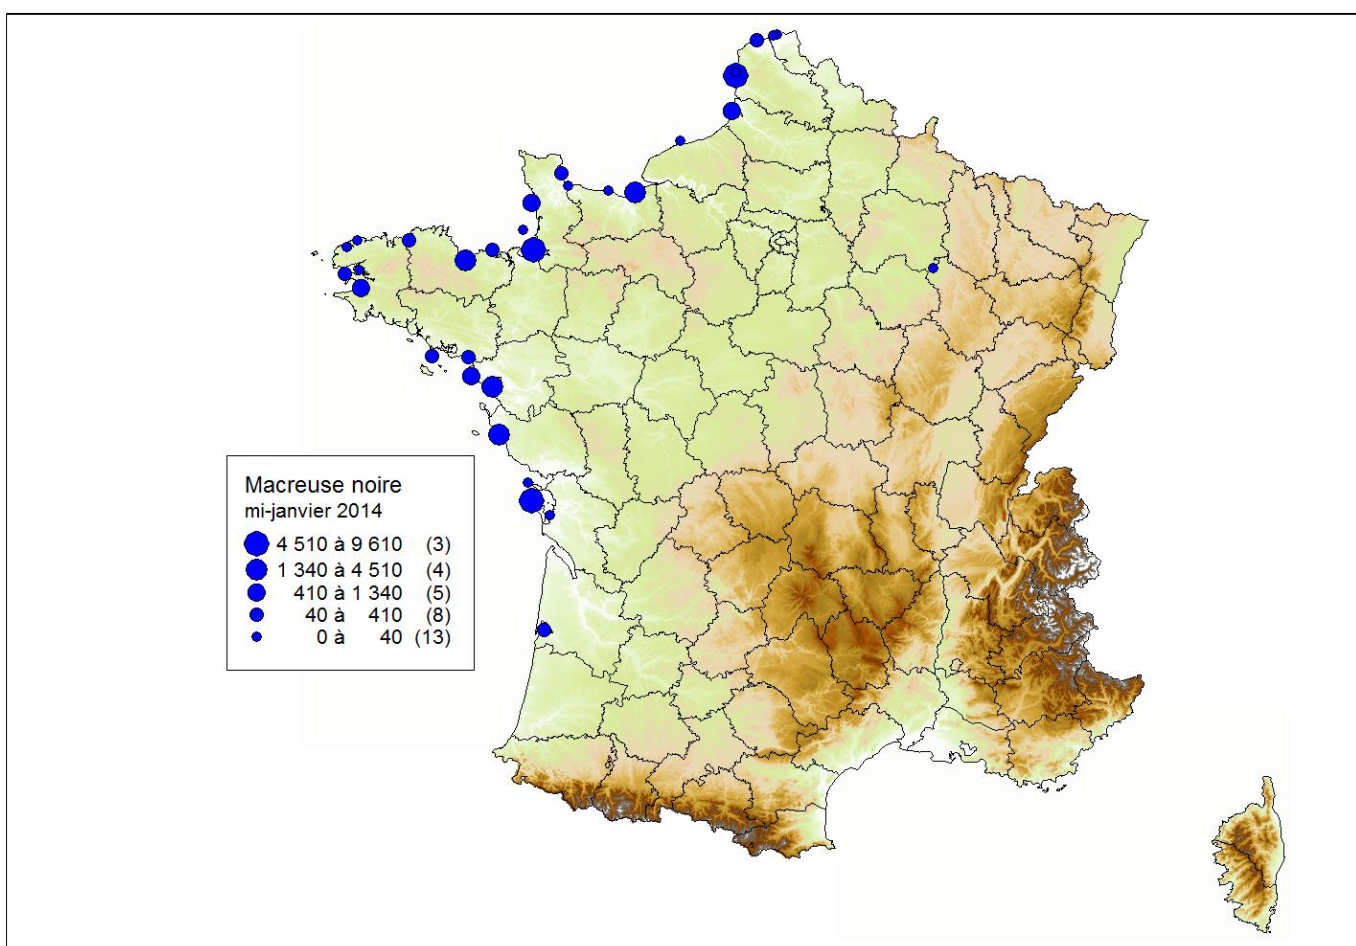 Macreuse noire
mi-janvier 2014
4 510 à 9 610 (3)
1 340 à 4 510 (4)
410 à 1 340 (5)
40 à 410 (8)
0 à 40 (13)